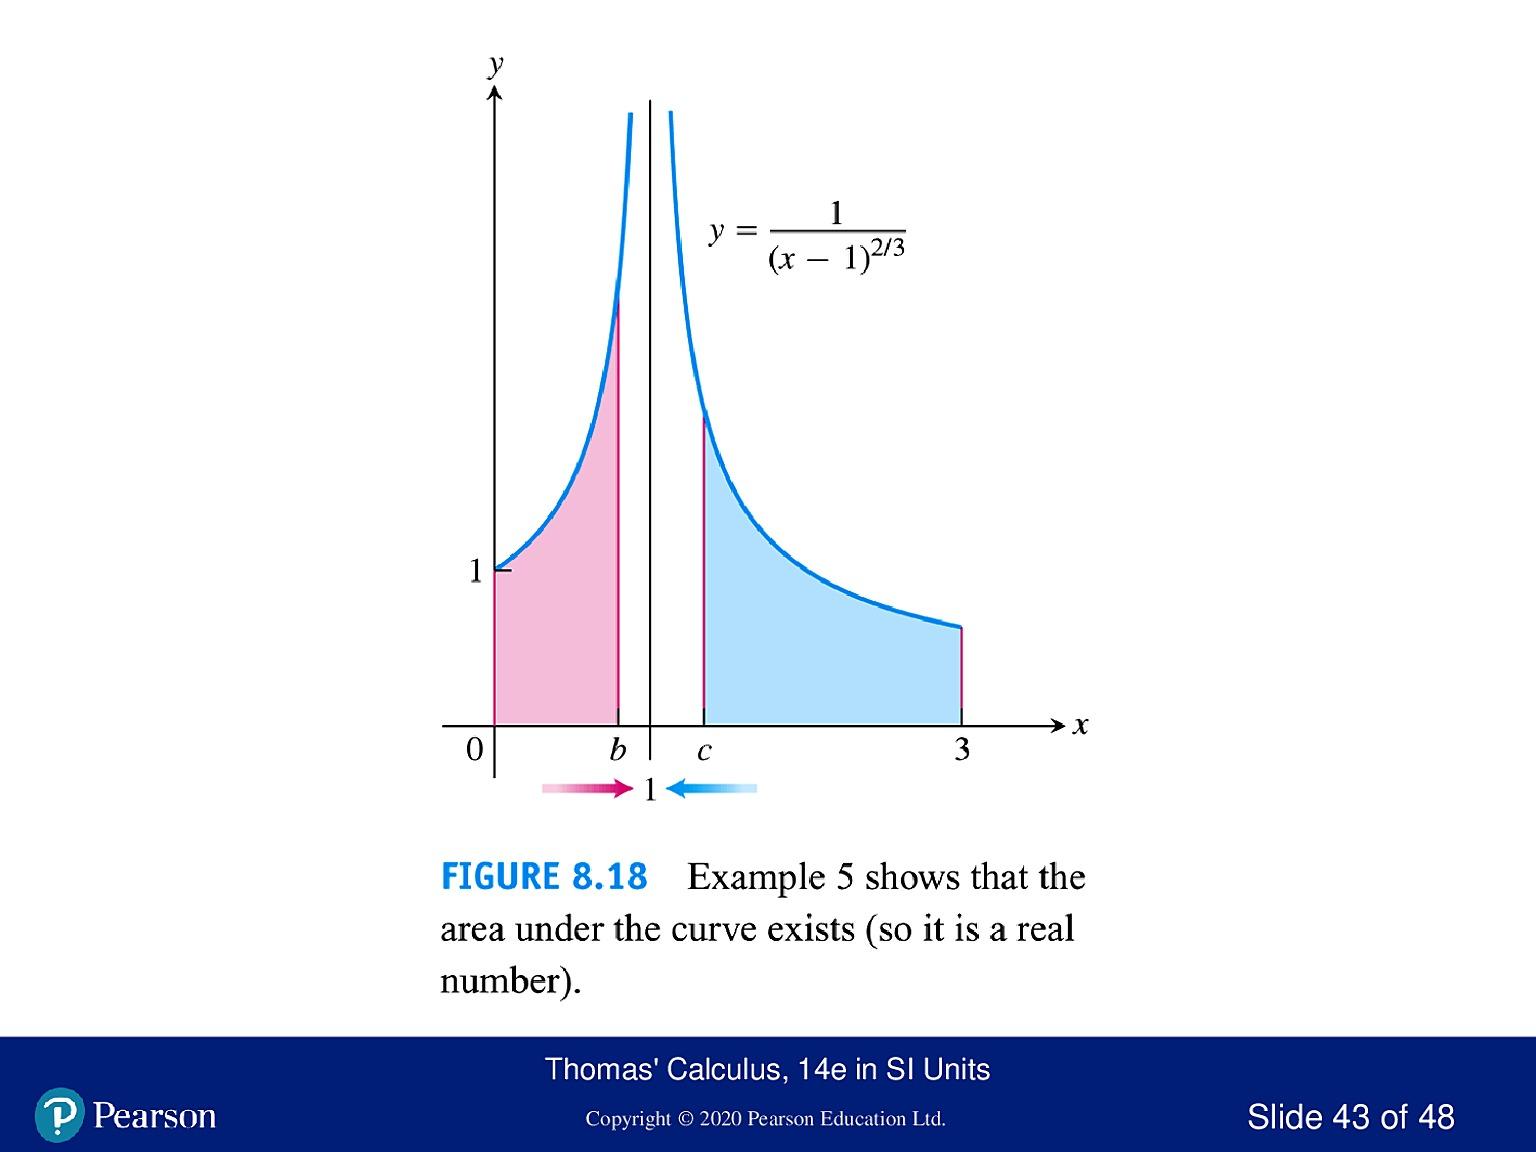 y
y = 1/(x − 1)^2/3
1
0 b c 3 x
1
FIGURE 8.18 Example 5 shows that the
area under the curve exists (so it is a real
number).
Thomas' Calculus, 14e in SI Units
Pearson
Copyright © 2020 Pearson Education Ltd.
Slide 43 of 48